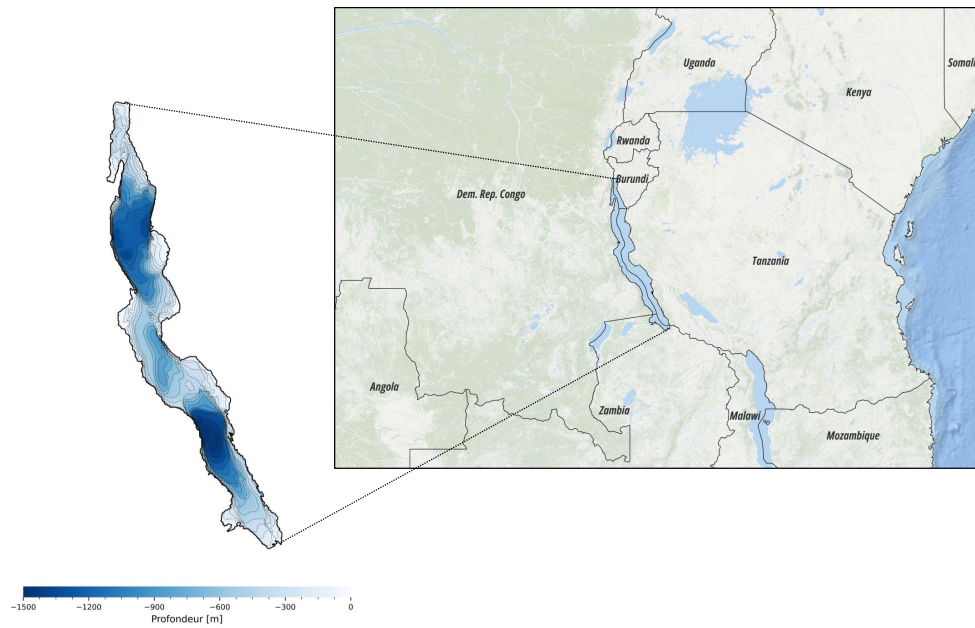 Uganda
Somali
Kenya
Rwanda
Burundi
Dem. Rep. Congo
Tanzania
Angola
Zambia
Malawi
Mozambique
−1500 −1200 −900 −600 −300 0
Profondeur [m]